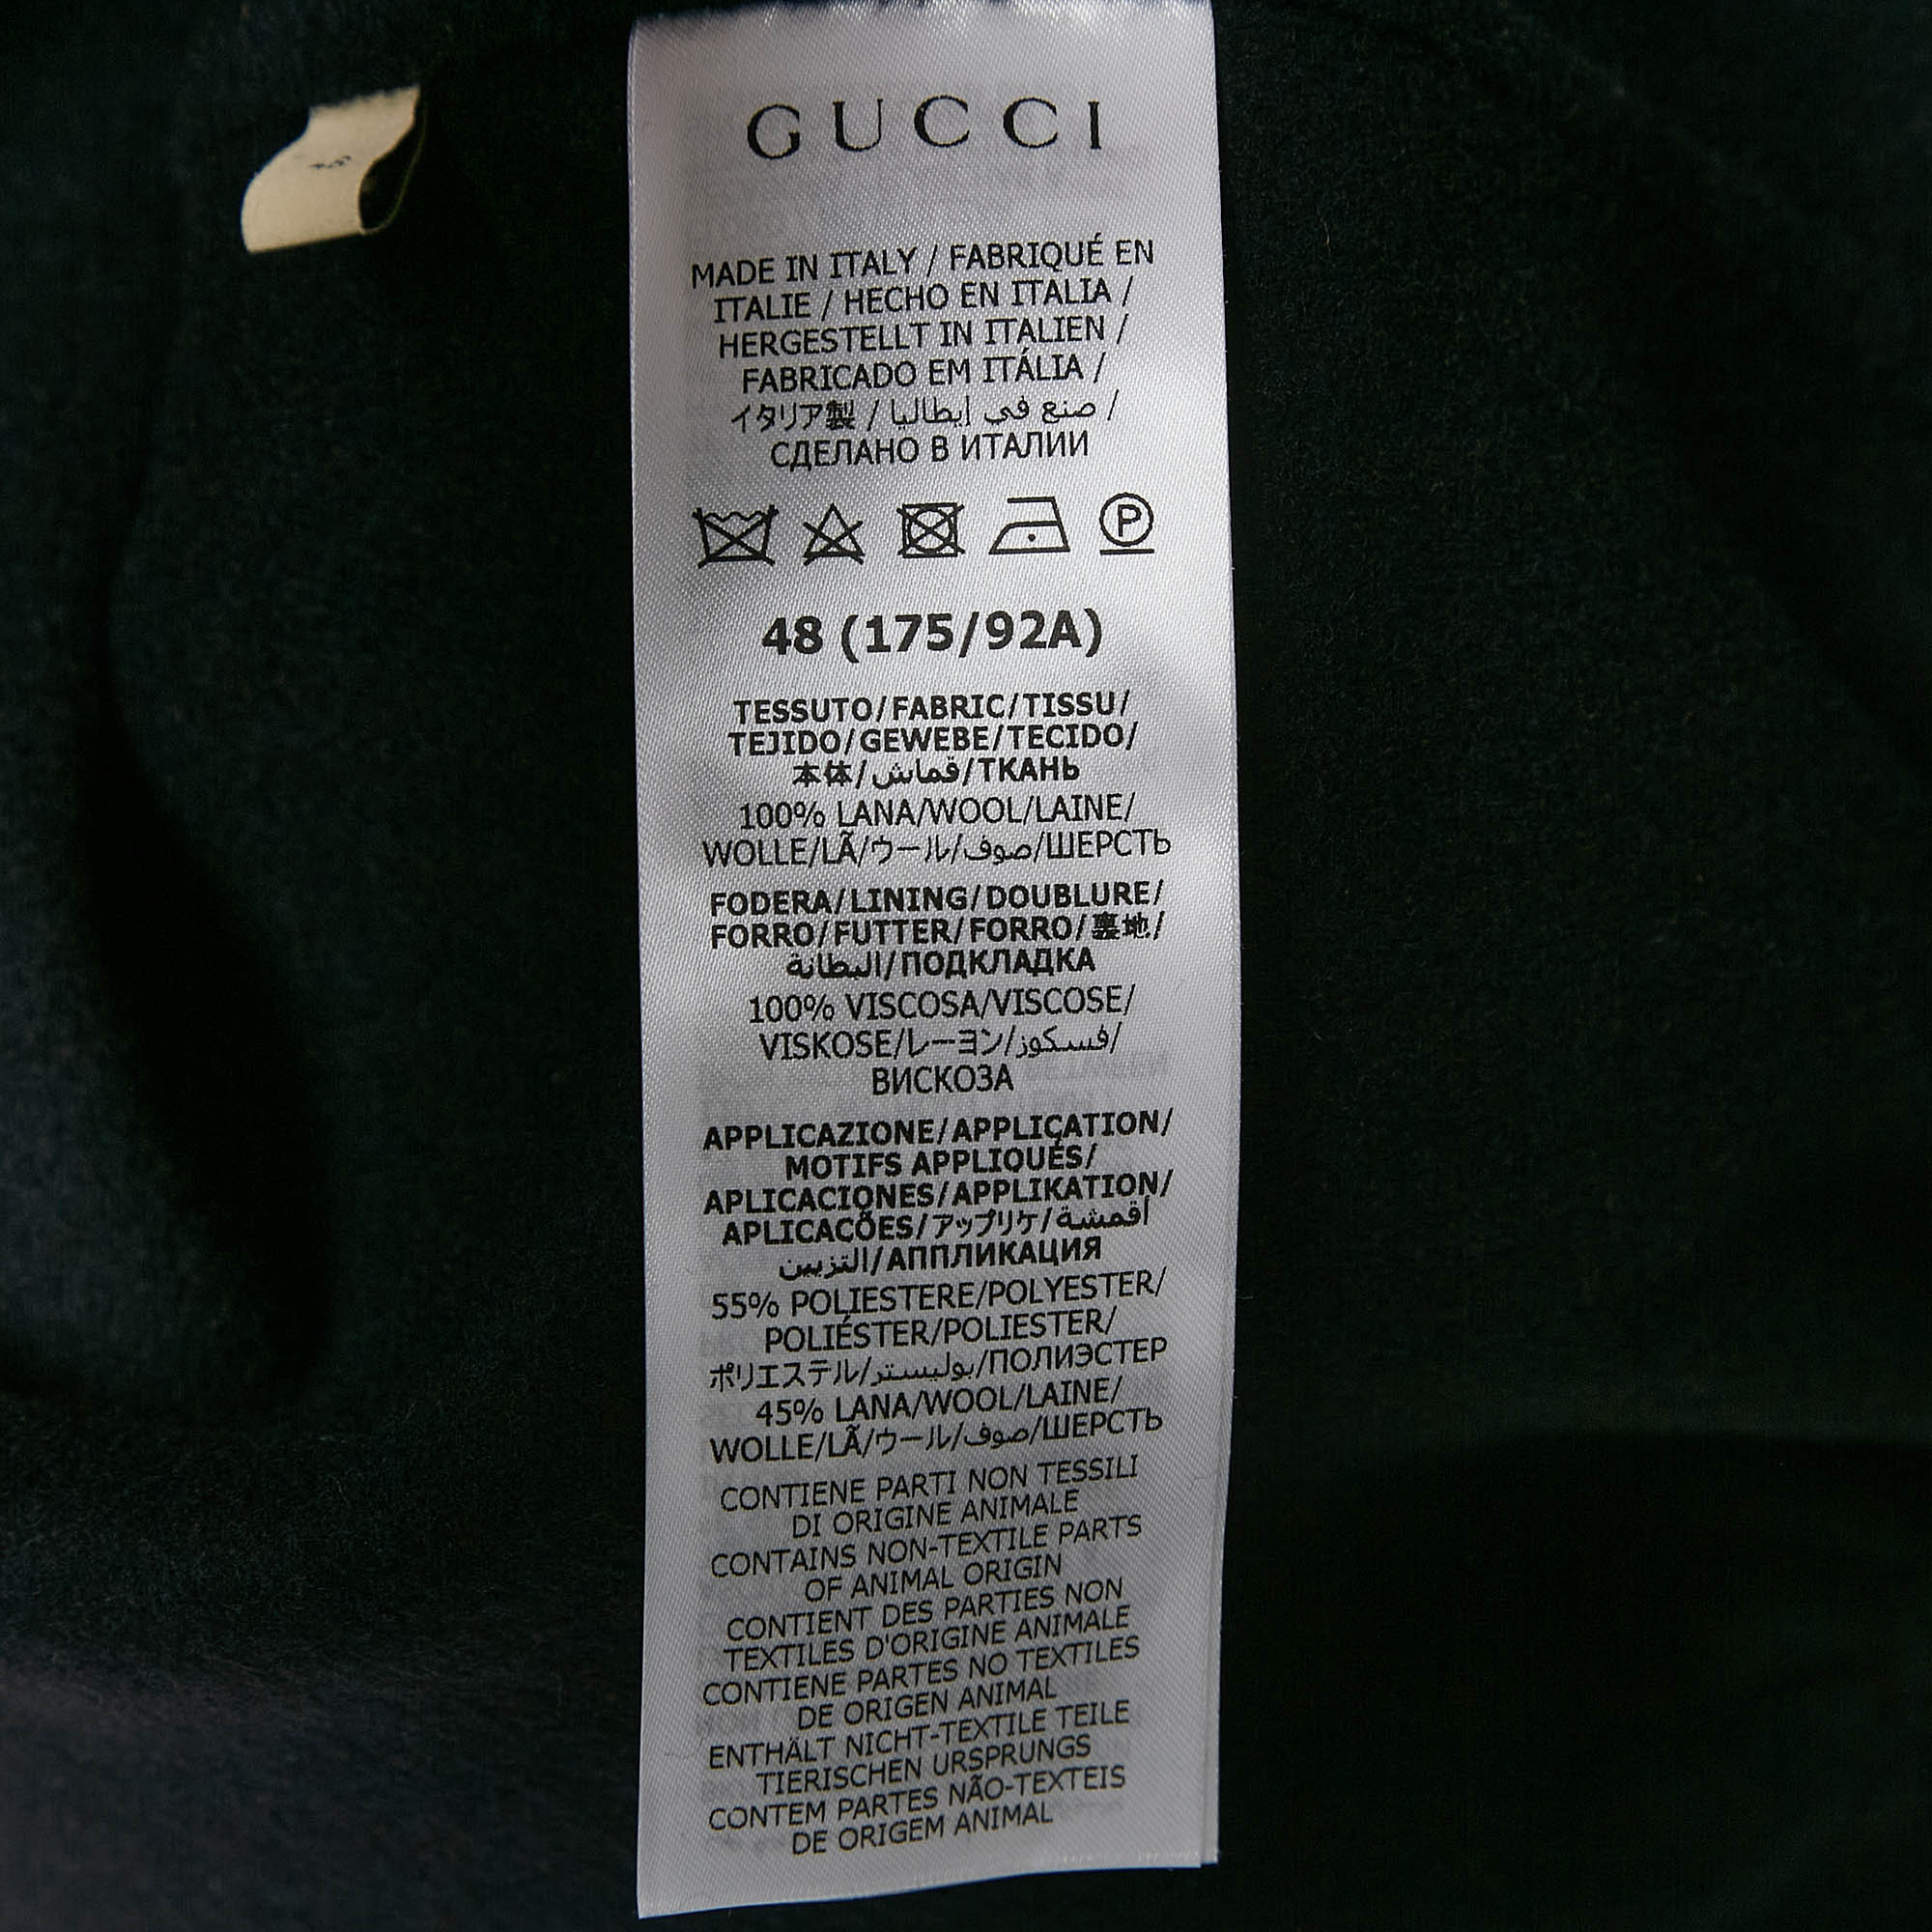 GUCCI
MADE IN ITALY / FABRIQUÉ EN
ITALIE / HECHO EN ITALIA /
HERGESTELLT IN ITALIEN /
FABRICADO EM ITÁLIA /
イタリア製 / صنع في إيطاليا /
СДЕЛАНО В ИТАЛИИ
P
48 (175/92A)
TESSUTO/FABRIC/TISSU/
TEJIDO/GEWEBE/TECIDO/
本体/قماش/ТКАНЬ
100% LANA/WOOL/LAINE/
WOLLE/LÃ/ウール/صوف/ШЕРСТЬ
FODERA/LINING/DOUBLURE/
FORRO/FUTTER/FORRO/裏地/
البطانة/ПОДКЛАДКА
100% VISCOSA/VISCOSE/
VISKOSE/レーヨン/فسكوز/
ВИСКОЗА
APPLICAZIONE/APPLICATION/
MOTIFS APPLIQUÉS/
APLICACIONES/APPLIKATION/
APLICACÕES/アップリケ/أقمشة
التزيين/АППЛИКАЦИЯ
55% POLIESTERE/POLYESTER/
POLIÉSTER/POLIESTER/
ポリエステル/بوليستر/ПОЛИЭСТЕР
45% LANA/WOOL/LAINE/
WOLLE/LÃ/ウール/صوف/ШЕРСТЬ
CONTIENE PARTI NON TESSILI
DI ORIGINE ANIMALE
CONTAINS NON-TEXTILE PARTS
OF ANIMAL ORIGIN
CONTIENT DES PARTIES NON
TEXTILES D'ORIGINE ANIMALE
CONTIENE PARTES NO TEXTILES
DE ORIGEN ANIMAL
ENTHÄLT NICHT-TEXTILE TEILE
TIERISCHEN URSPRUNGS
CONTEM PARTES NÃO-TEXTEIS
DE ORIGEM ANIMAL